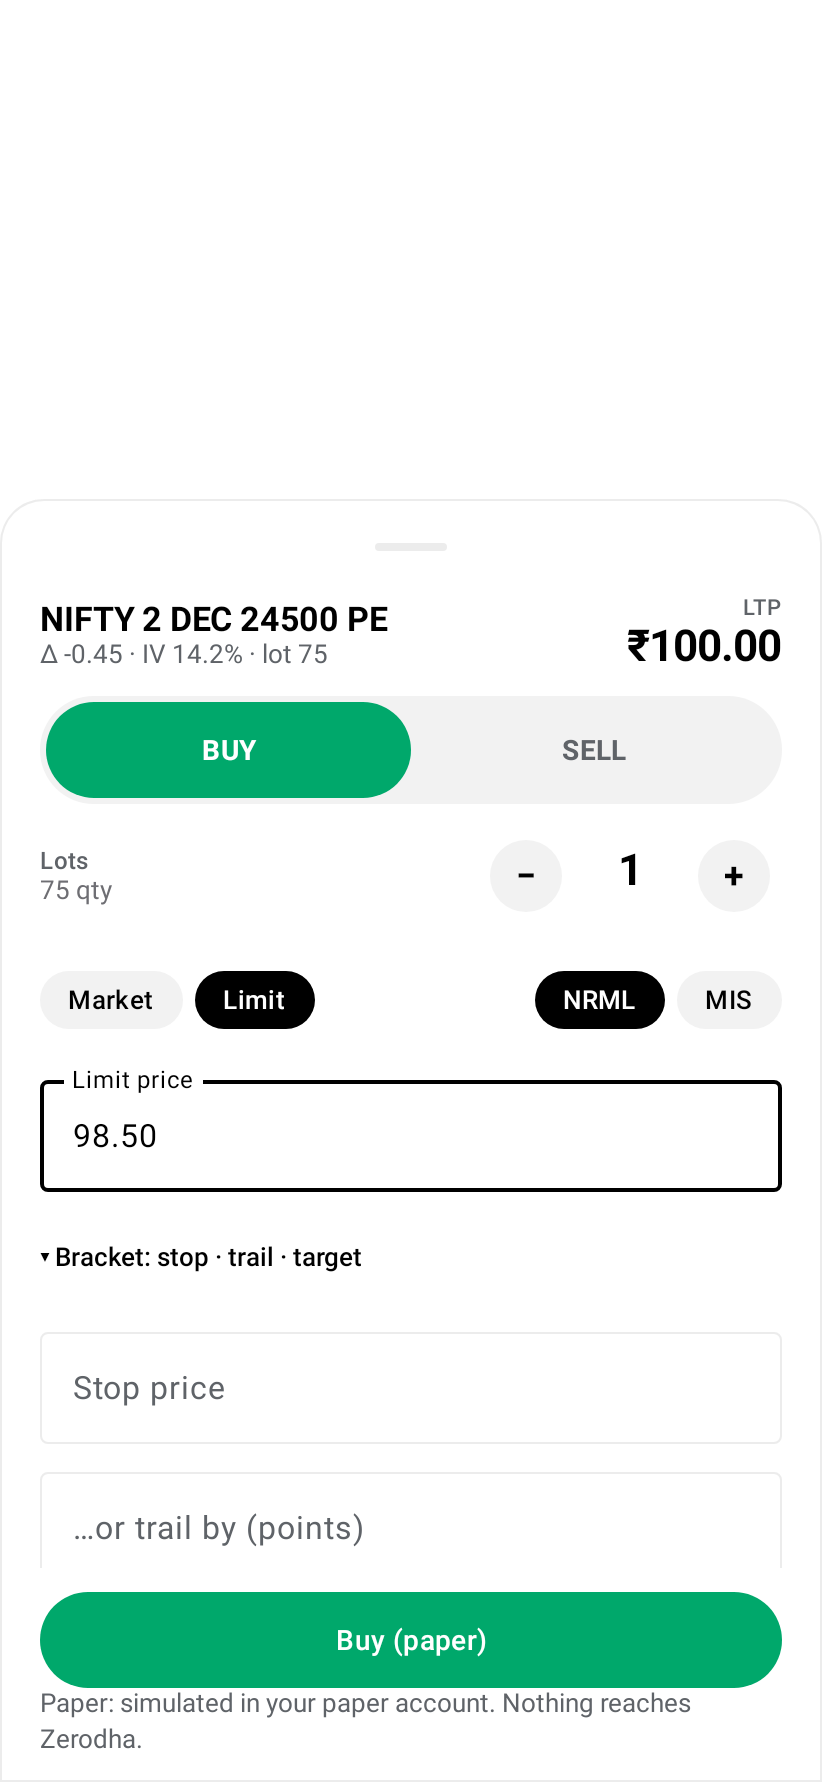 NIFTY 2 DEC 24500 PE
Δ -0.45 · IV 14.2% · lot 75
LTP
₹100.00
BUY
SELL
Lots
75 qty
-
1
+
Market
Limit
NRML
MIS
Limit price
98.50
▾ Bracket: stop · trail · target
Stop price
…or trail by (points)
Buy (paper)
Paper: simulated in your paper account. Nothing reaches
Zerodha.